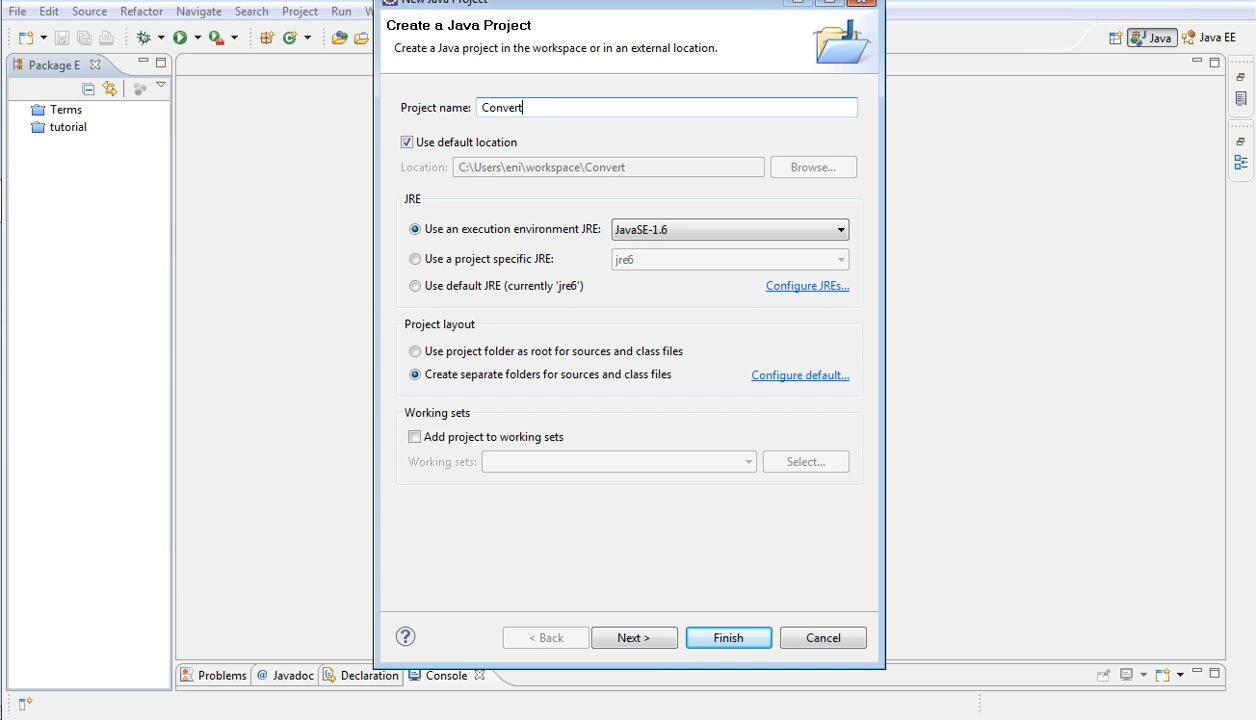 New Java Project
File Edit Source Refactor Navigate Search Project Run
Create a Java Project
Create a Java project in the workspace or in an external location.
Java Java EE
Package E
Terms
tutorial
Project name: Convert
Use default location
Location: C:\Users\eni\workspace\Convert Browse...
JRE
Use an execution environment JRE: JavaSE-1.6
Use a project specific JRE: jre6
Use default JRE (currently 'jre6') Configure JREs...
Project layout
Use project folder as root for sources and class files
Create separate folders for sources and class files Configure default...
Working sets
Add project to working sets
Working sets: Select...
< Back Next > Finish Cancel
Problems @ Javadoc Declaration Console